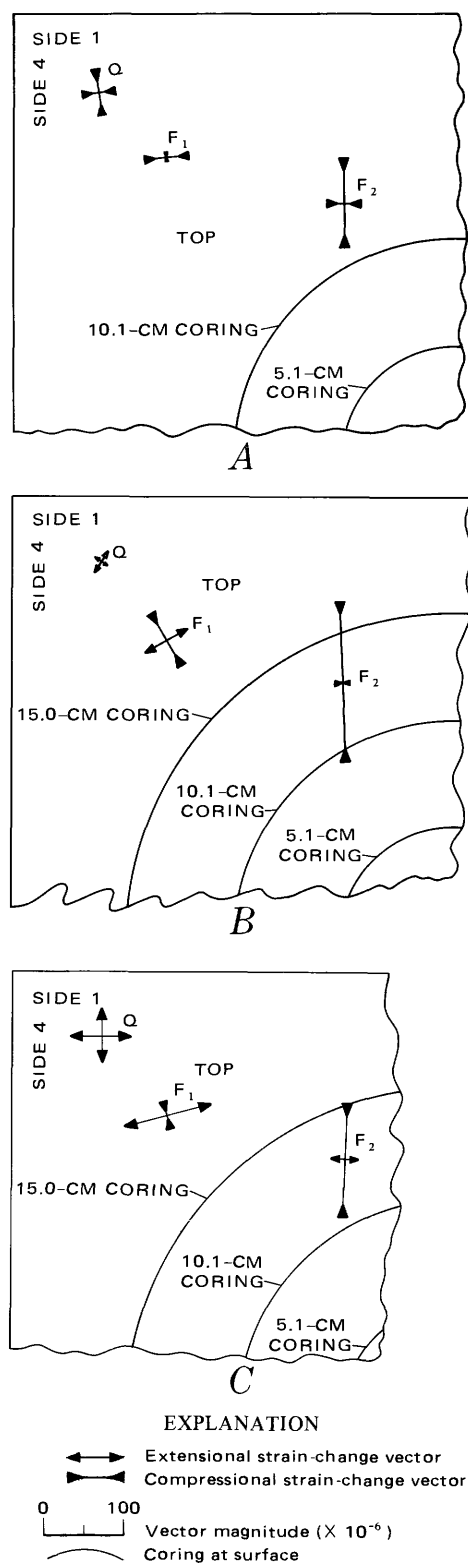 SIDE 1
SIDE 4
Q
F1
F2
TOP
10.1–CM CORING
5.1–CM
CORING
A
SIDE 1
SIDE 4
Q
TOP
F1
F2
15.0–CM CORING
10.1–CM
CORING
5.1–CM
CORING
B
SIDE 1
SIDE 4
Q
TOP
F1
F2
15.0–CM CORING
10.1–CM
CORING
5.1–CM
CORING
C
EXPLANATION
Extensional strain-change vector
Compressional strain-change vector
0 100
Vector magnitude (× 10⁻⁶)
Coring at surface